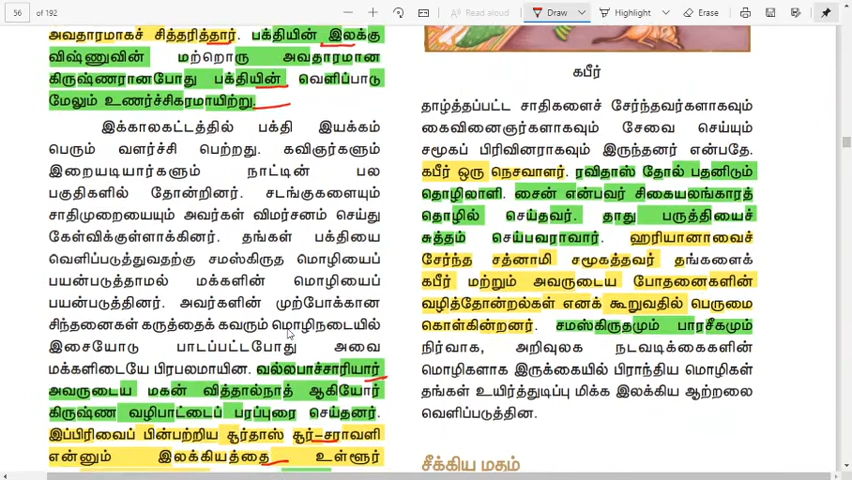 56
of 192
Read aloud
Draw
Highlight
Erase
அவதாரமாகச் சித்தரித்தார். பக்தியின் இலக்கு
விஷ்ணுவின் மற்றொரு அவதாரமான
கிருஷ்ணரானபோது பக்தியின் வெளிப்பாடு
மேலும் உணர்ச்சிகரமாயிற்று.
இக்காலகட்டத்தில் பக்தி இயக்கம்
பெரும் வளர்ச்சி பெற்றது. கவிஞர்களும்
இறையடியார்களும் நாட்டின் பல
பகுதிகளில் தோன்றினர். சடங்குகளையும்
சாதிமுறையையும் அவர்கள் விமர்சனம் செய்து
கேள்விக்குள்ளாக்கினர். தங்கள் பக்தியை
வெளிப்படுத்துவதற்கு சமஸ்கிருத மொழியைப்
பயன்படுத்தாமல் மக்களின் மொழியைப்
பயன்படுத்தினர். அவர்களின் முற்போக்கான
சிந்தனைகள் கருத்தைக் கவரும் மொழிநடையில்
இசையோடு பாடப்பட்டபோது அவை
மக்களிடையே பிரபலமாயின. வல்லபாச்சாரியார்
அவருடைய மகன் வித்தால்நாத் ஆகியோர்
கிருஷ்ண வழிபாட்டைப் பரப்புரை செய்தனர்.
இப்பிரிவைப் பின்பற்றிய சூர்தாஸ் சூர்–சராவளி
என்னும் இலக்கியத்தை உள்ளூர்
கபீர்
தாழ்த்தப்பட்ட சாதிகளைச் சேர்ந்தவர்களாகவும்
கைவினைஞர்களாகவும் சேவை செய்யும்
சமூகப் பிரிவினராகவும் இருந்தனர் என்பதே.
கபீர் ஒரு நெசவாளர். ரவிதாஸ் தோல் பதனிடும்
தொழிலாளி. சைன் என்பவர் சிகையலங்காரத்
தொழில் செய்தவர். தாது பருத்தியைச்
சுத்தம் செய்பவராவார். ஹரியானாவைச்
சேர்ந்த சத்னாமி சமூகத்தவர் தங்களைக்
கபீர் மற்றும் அவருடைய போதனைகளின்
வழித்தோன்றல்கள் எனக் கூறுவதில் பெருமை
கொள்கின்றனர். சமஸ்கிருதமும் பாரசீகமும்
நிர்வாக, அறிவுலக நடவடிக்கைகளின்
மொழிகளாக இருக்கையில் பிராந்திய மொழிகள்
தங்கள் உயிர்த்துடிப்பு மிக்க இலக்கிய ஆற்றலை
வெளிப்படுத்தின.
சீக்கிய மதம்